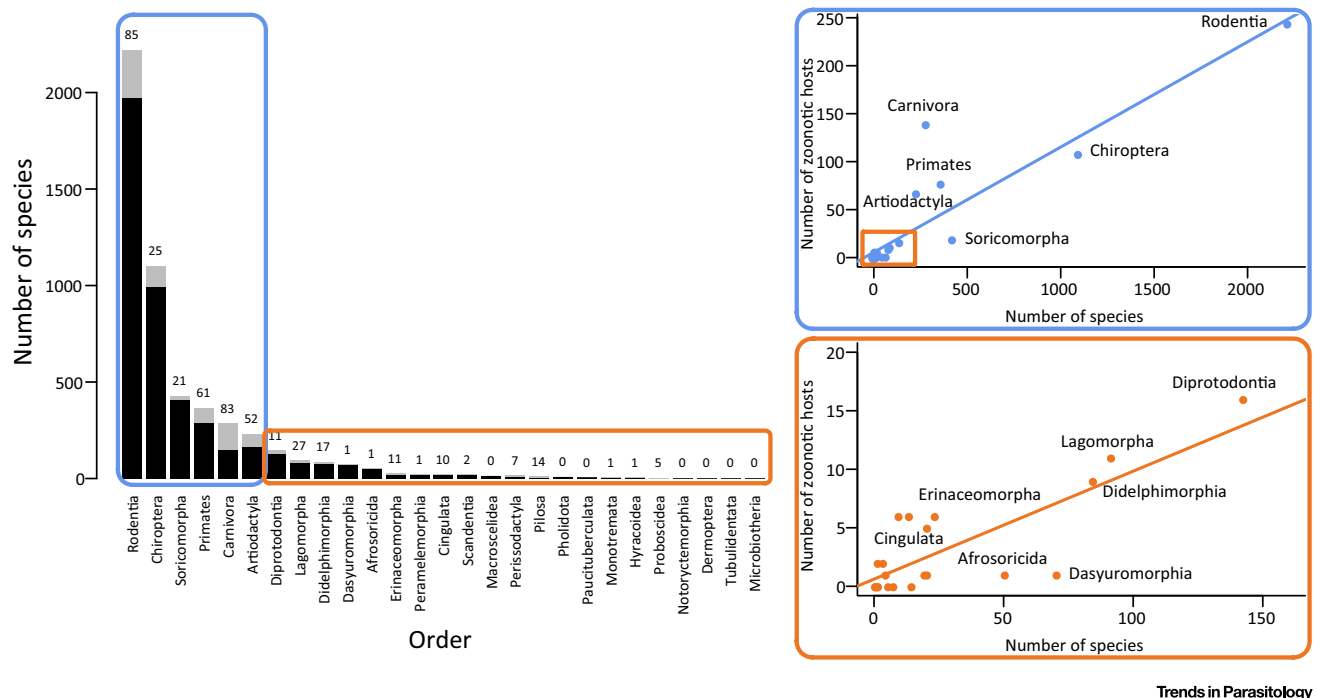 Number of species
2000
1500
1000
500
0
85
25
21
61
83
52
11
27
17
1
1
11
1
10
2
0
7
14
0
0
1
1
5
0
0
0
0
Rodentia
Chiroptera
Soricomorpha
Primates
Carnivora
Artiodactyla
Diprotodontia
Lagomorpha
Didelphimorphia
Dasyuromorphia
Afrosoricida
Erinaceomorpha
Peramelemorphia
Cingulata
Scandentia
Macroscelidea
Perissodactyla
Pilosa
Pholidota
Paucituberculata
Monotremata
Hyracoidea
Proboscidea
Notoryctemorphia
Dermoptera
Tubulidentata
Microbiotheria
Order
Number of zoonotic hosts
250
200
150
100
50
0
Rodentia
Carnivora
Chiroptera
Primates
Artiodactyla
Soricomorpha
0
500
1000
1500
2000
Number of species
Number of zoonotic hosts
20
15
10
5
0
Diprotodontia
Lagomorpha
Didelphimorphia
Erinaceomorpha
Cingulata
Afrosoricida
Dasyuromorphia
0
50
100
150
Number of species
Trends in Parasitology